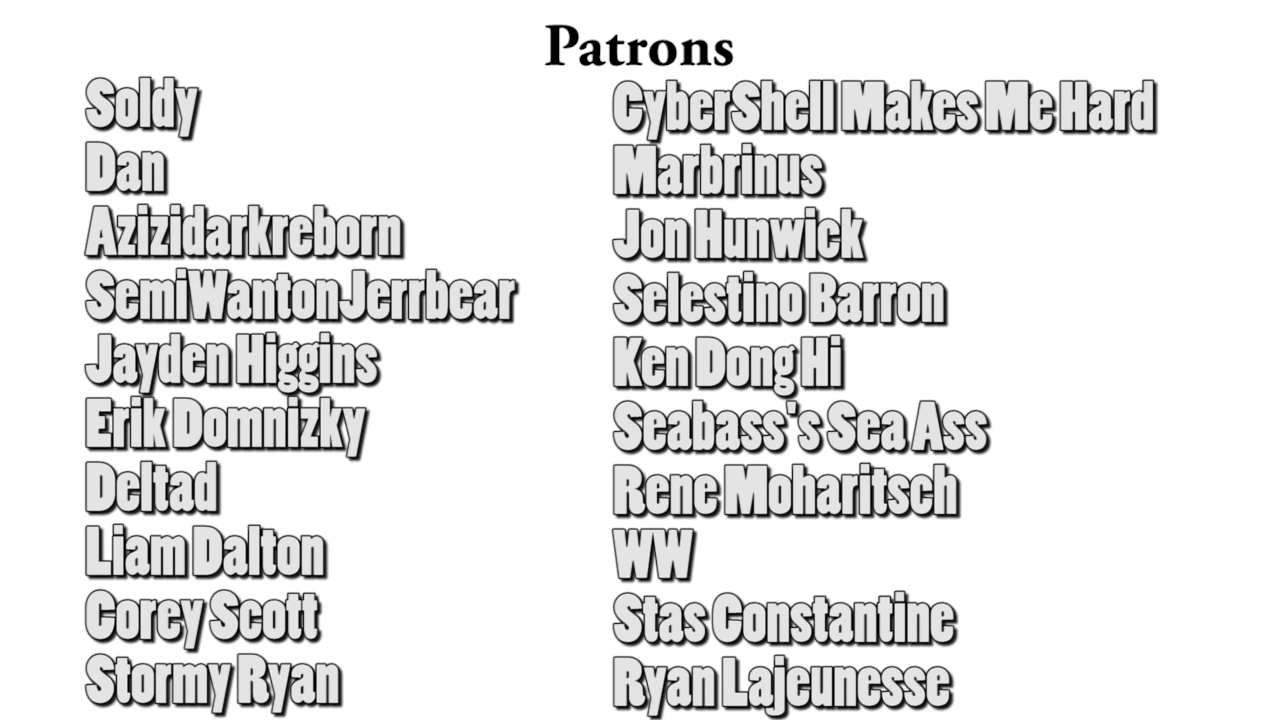 Patrons
Soldy
Dan
Azizidarkreborn
SemiWantonJerrbear
Jayden Higgins
Erik Domnizky
Deltad
Liam Dalton
Corey Scott
Stormy Ryan
CyberShell Makes Me Hard
Marbrinus
Jon Hunwick
Selestino Barron
Ken Dong Hi
Seabass's Sea Ass
Rene Moharitsch
WW
Stas Constantine
Ryan Lajeunesse